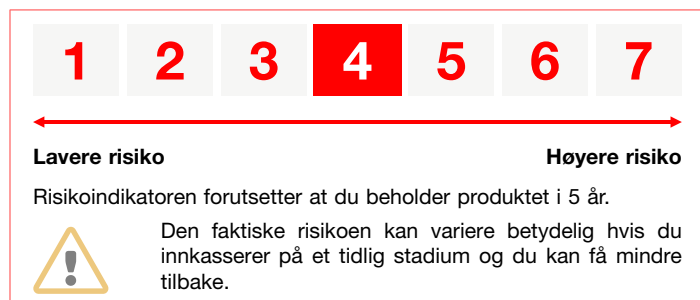 1 2 3 4 5 6 7
Lavere risiko Høyere risiko
Risikoindikatoren forutsetter at du beholder produktet i 5 år.
Den faktiske risikoen kan variere betydelig hvis du
innkasserer på et tidlig stadium og du kan få mindre
tilbake.